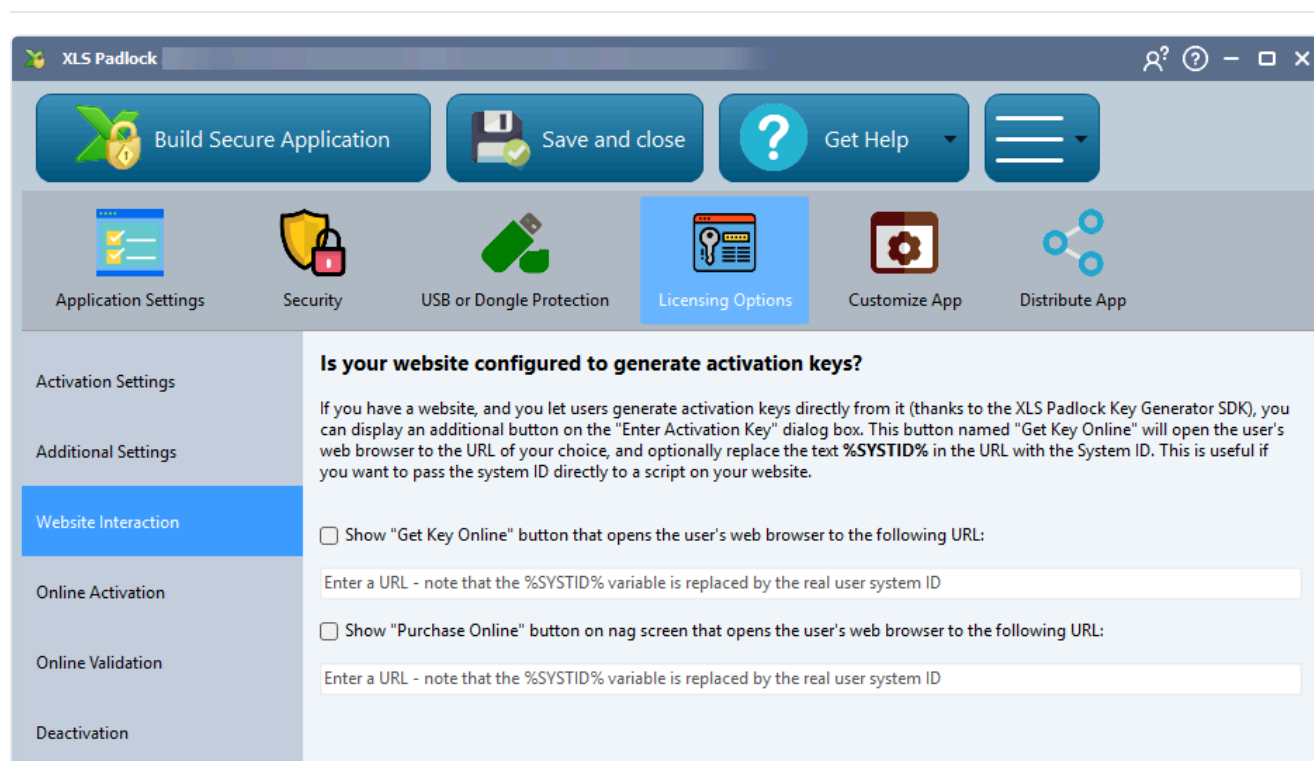 XLS Padlock
Build Secure Application
Save and close
Get Help
Application Settings
Security
USB or Dongle Protection
Licensing Options
Customize App
Distribute App
Activation Settings
Additional Settings
Website Interaction
Online Activation
Online Validation
Deactivation
Is your website configured to generate activation keys?
If you have a website, and you let users generate activation keys directly from it (thanks to the XLS Padlock Key Generator SDK), you
can display an additional button on the "Enter Activation Key" dialog box. This button named "Get Key Online" will open the user's
web browser to the URL of your choice, and optionally replace the text %SYSTID% in the URL with the System ID. This is useful if
you want to pass the system ID directly to a script on your website.
Show "Get Key Online" button that opens the user's web browser to the following URL:
Enter a URL - note that the %SYSTID% variable is replaced by the real user system ID
Show "Purchase Online" button on nag screen that opens the user's web browser to the following URL:
Enter a URL - note that the %SYSTID% variable is replaced by the real user system ID